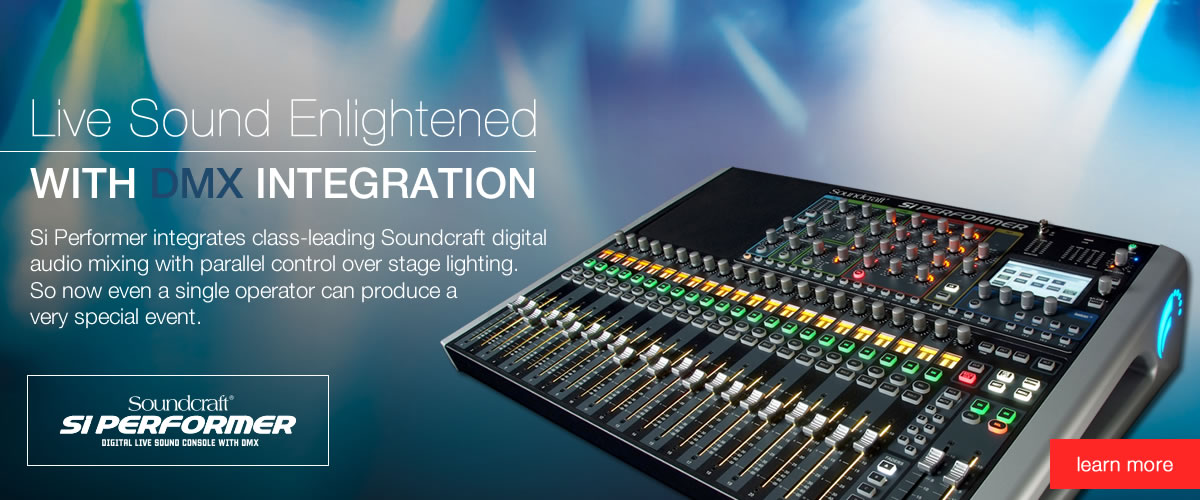 Live Sound Enlightened
WITH DMX INTEGRATION
Si Performer integrates class-leading Soundcraft digital
audio mixing with parallel control over stage lighting.
So now even a single operator can produce a
very special event.
Soundcraft®
SI PERFORMER
DIGITAL LIVE SOUND CONSOLE WITH DMX
Soundcraft
SI PERFORMER
learn more